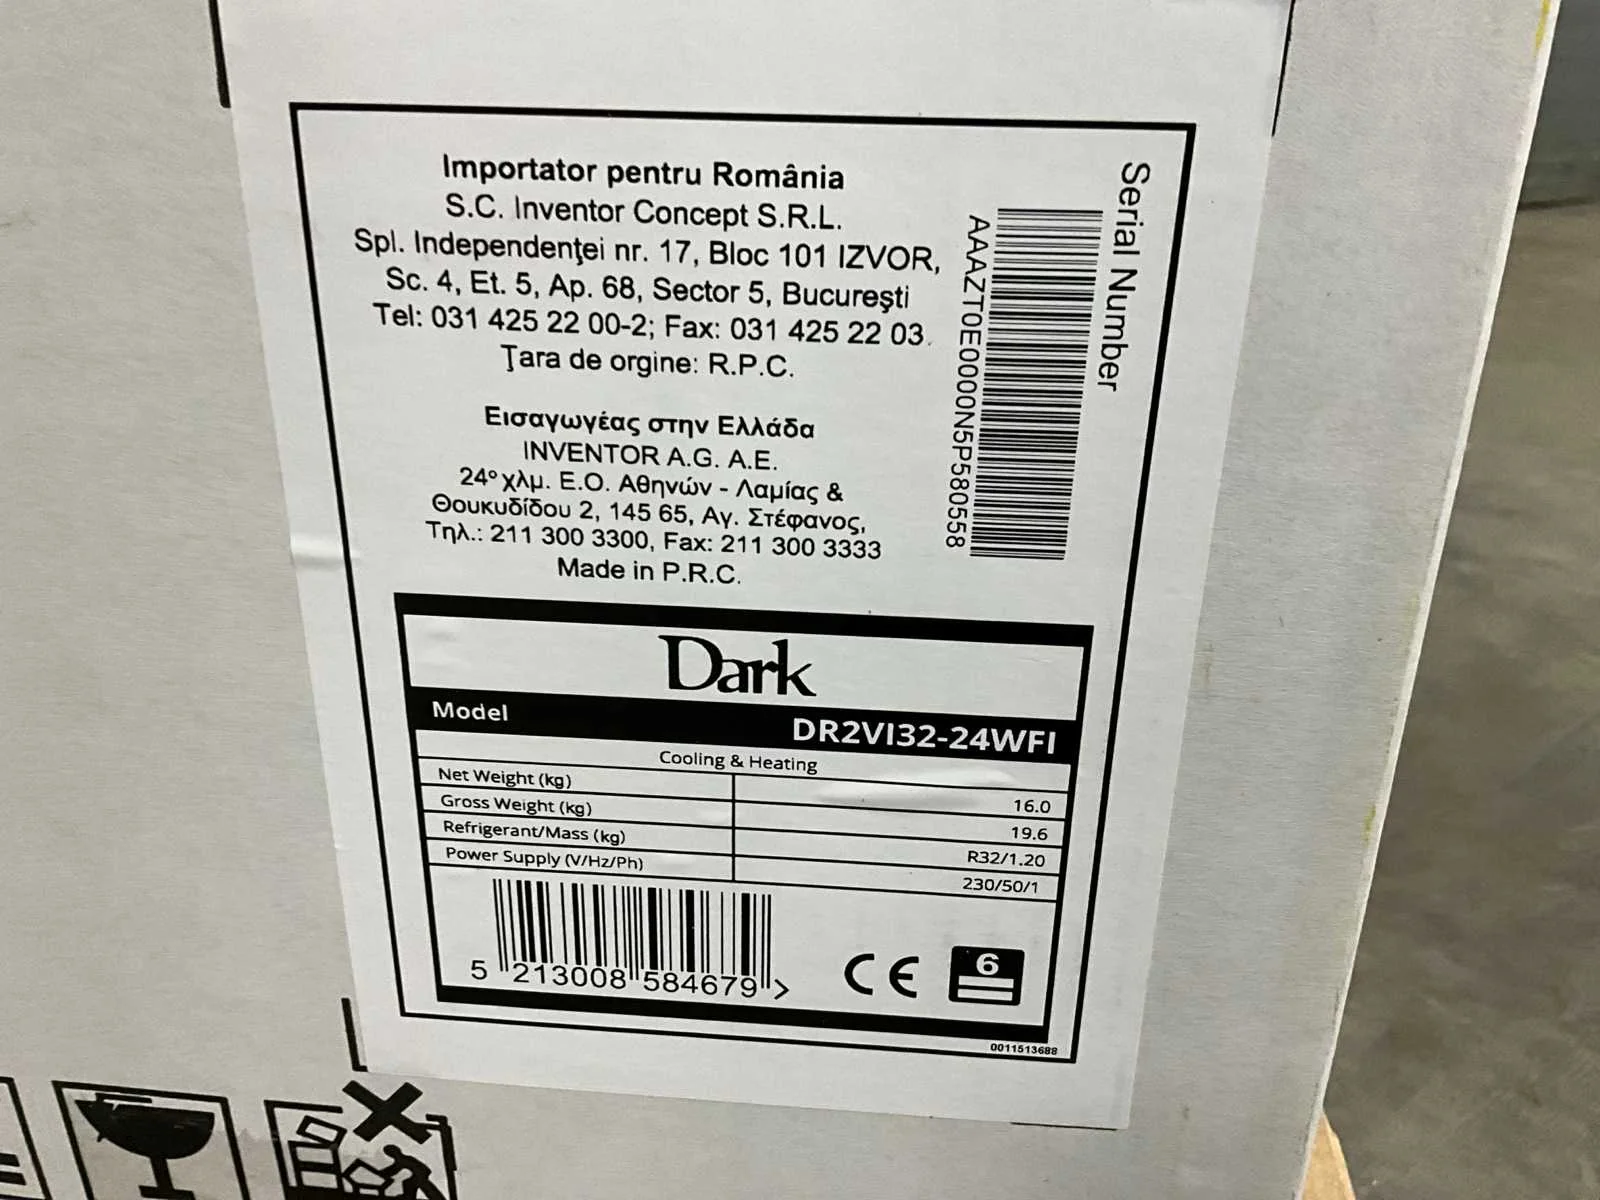 Importator pentru România
S.C. Inventor Concept S.R.L.
Spl. Independenţei nr. 17, Bloc 101 IZVOR,
Sc. 4, Et. 5, Ap. 68, Sector 5, Bucureşti
Tel: 031 425 22 00-2; Fax: 031 425 22 03.
Ţara de orgine: R.P.C.
Εισαγωγέας στην Ελλάδα
INVENTOR A.G. A.E.
24º χλμ. Ε.Ο. Αθηνών - Λαμίας &
Θουκυδίδου 2, 145 65, Αγ. Στέφανος,
Τηλ.: 211 300 3300, Fax: 211 300 3333
Made in P.R.C.
Serial Number
AAAZT0E0000N5P580558
Dark
Model DR2VI32-24WFI
Cooling & Heating
Net Weight (kg) 16.0
Gross Weight (kg) 19.6
Refrigerant/Mass (kg) R32/1.20
Power Supply (V/Hz/Ph) 230/50/1
5 213008 584679 >
CE
6
0011513688